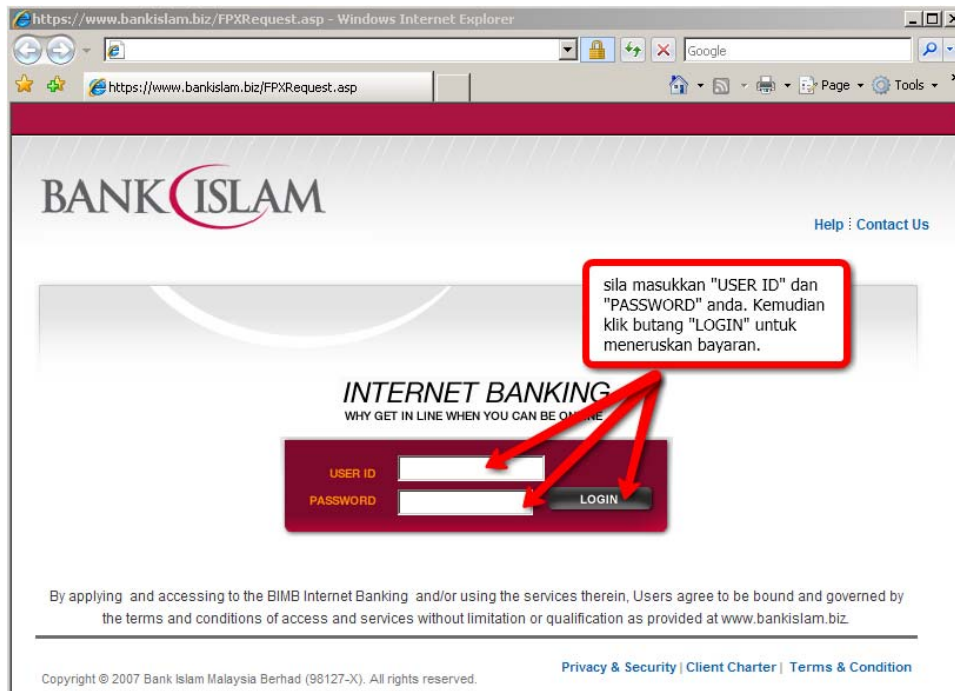 https://www.bankislam.biz/FPXRequest.asp - Windows Internet Explorer
Google
https://www.bankislam.biz/FPXRequest.asp
Page
Tools
BANK ISLAM
Help
Contact Us
sila masukkan "USER ID" dan
"PASSWORD" anda. Kemudian
klik butang "LOGIN" untuk
meneruskan bayaran.
INTERNET BANKING
WHY GET IN LINE WHEN YOU CAN BE
USER ID
PASSWORD
LOGIN
By applying and accessing to the BIMB Internet Banking and/or using the services therein, Users agree to be bound and governed by
the terms and conditions of access and services without limitation or qualification as provided at www.bankislam.biz.
Privacy & Security | Client Charter | Terms & Condition
Copyright © 2007 Bank Islam Malaysia Berhad (98127-X). All rights reserved.